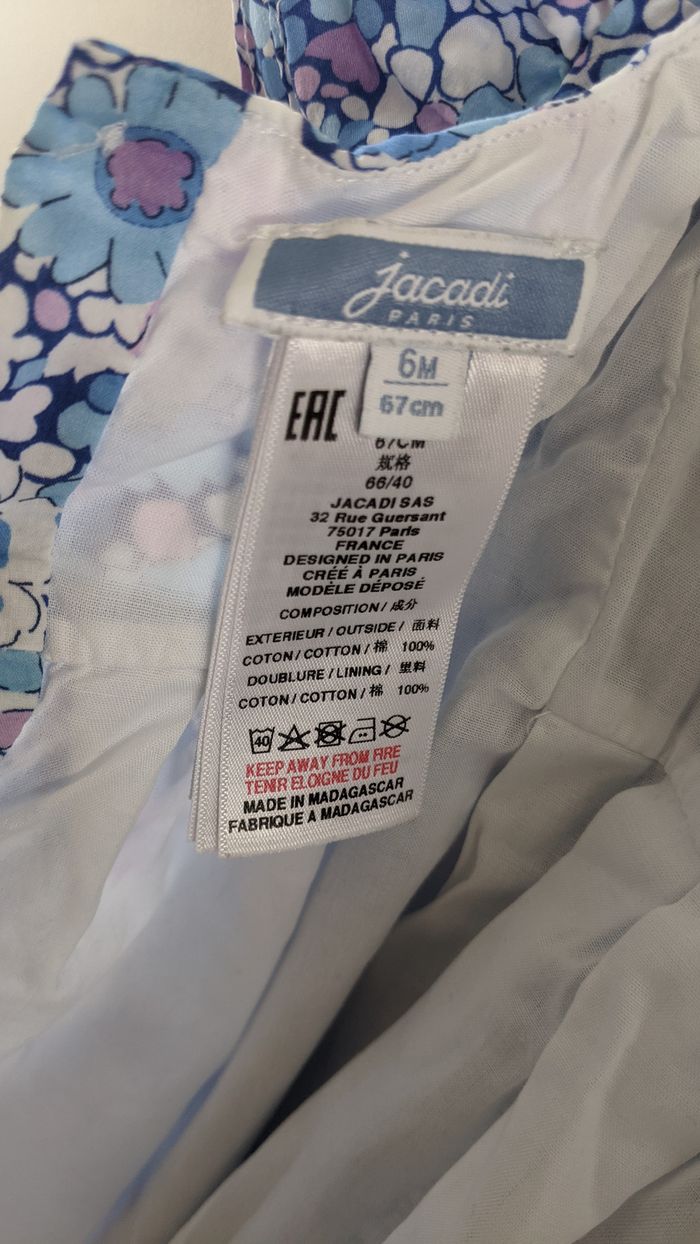 jacadi
PARIS
6M
67cm
EAC
67CM
规格
66/40
JACADI SAS
32 Rue Guersant
75017 Paris
FRANCE
DESIGNED IN PARIS
CRÉÉ À PARIS
MODÈLE DÉPOSÉ
COMPOSITION / 成分
EXTERIEUR / OUTSIDE / 面料
COTON / COTTON / 棉 100%
DOUBLURE / LINING / 里料
COTON / COTTON / 棉 100%
40
KEEP AWAY FROM FIRE
TENIR ELOIGNE DU FEU
MADE IN MADAGASCAR
FABRIQUE A MADAGASCAR